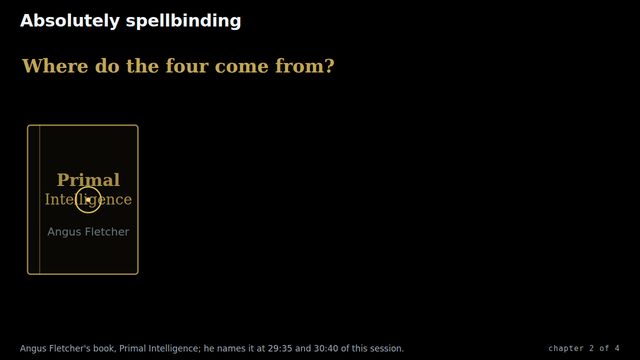 Absolutely spellbinding
Where do the four come from?
Primal
Intelligence
Angus Fletcher
Angus Fletcher's book, Primal Intelligence; he names it at 29:35 and 30:40 of this session.
chapter 2 of 4